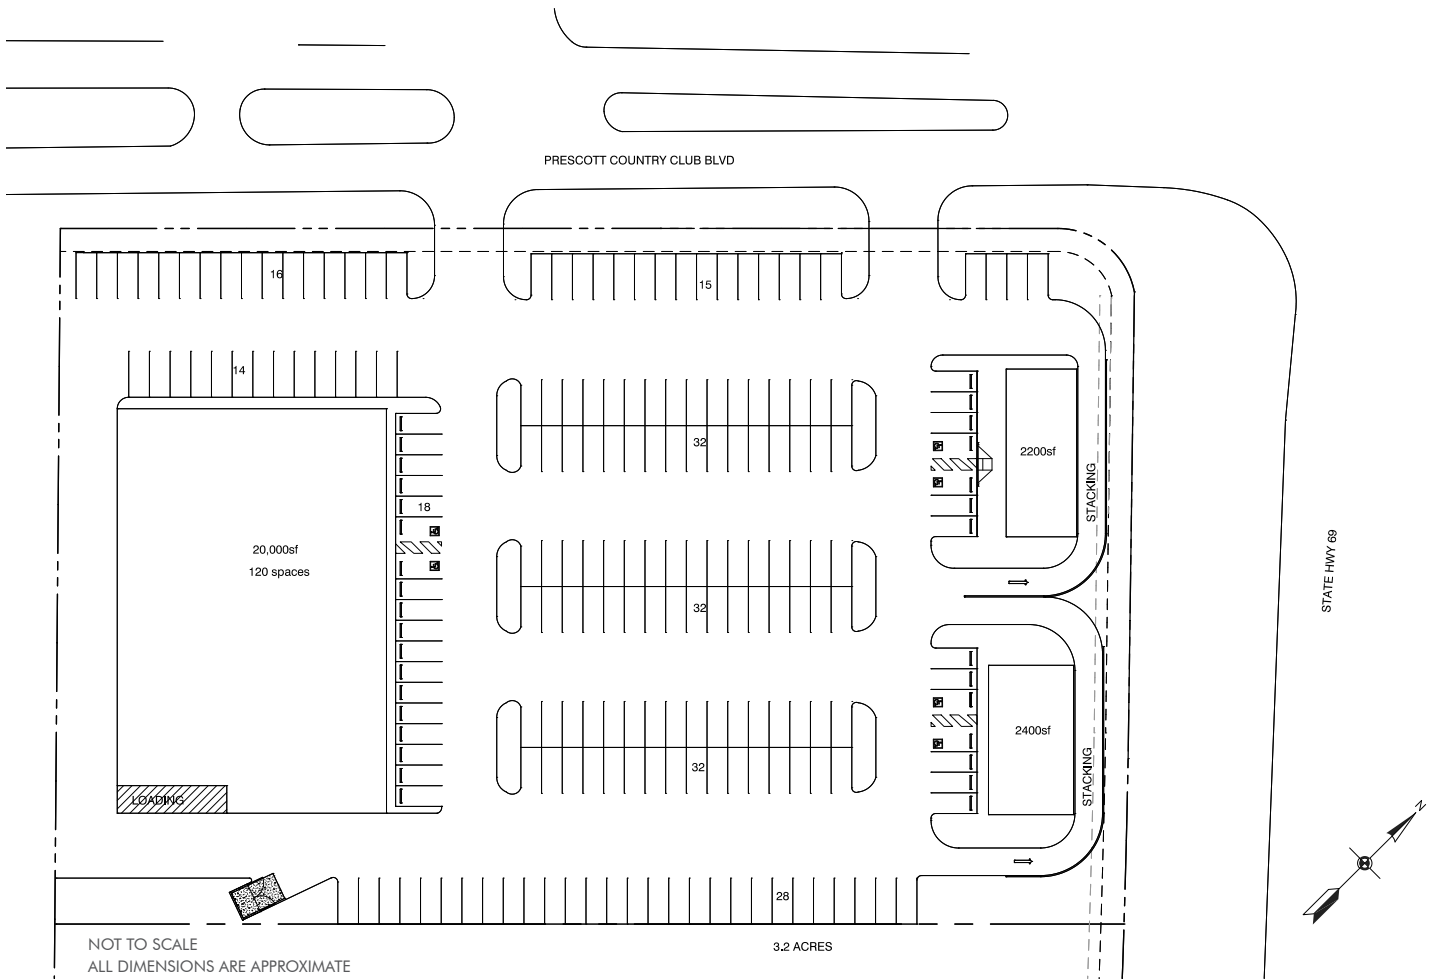 PRESCOTT COUNTRY CLUB BLVD
16
15
14
32
2200sf
STACKING
18
20,000sf
120 spaces
STATE HWY 69
32
2400sf
32
STACKING
LOADING
N
28
NOT TO SCALE
3.2 ACRES
ALL DIMENSIONS ARE APPROXIMATE